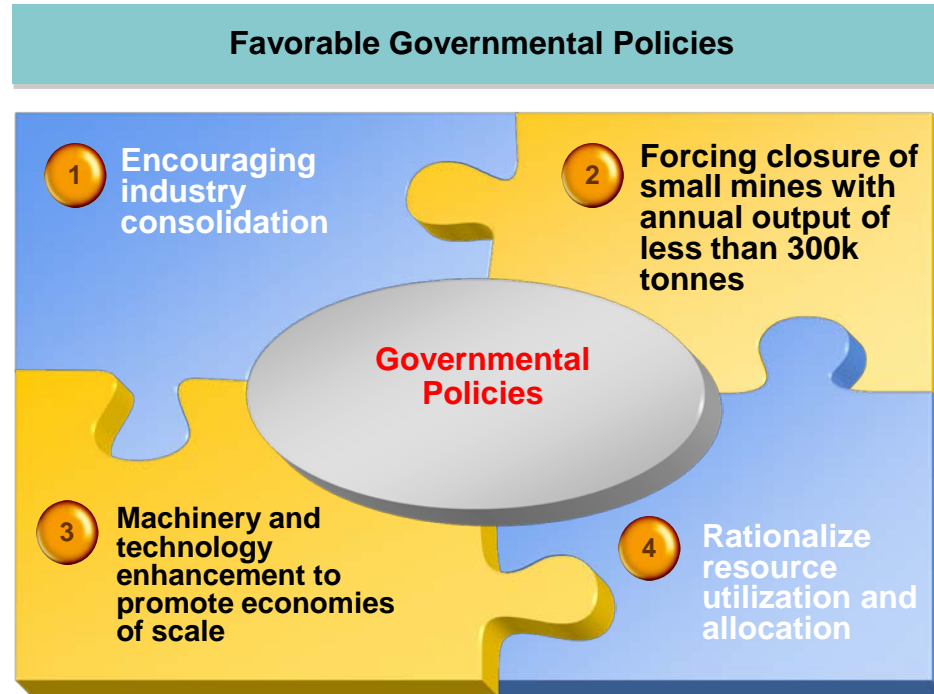 Favorable Governmental Policies
1
Encouraging
industry
consolidation
2
Forcing closure of
small mines with
annual output of
less than 300k
tonnes
Governmental
Policies
3
Machinery and
technology
enhancement to
promote economies
of scale
4
Rationalize
resource
utilization and
allocation